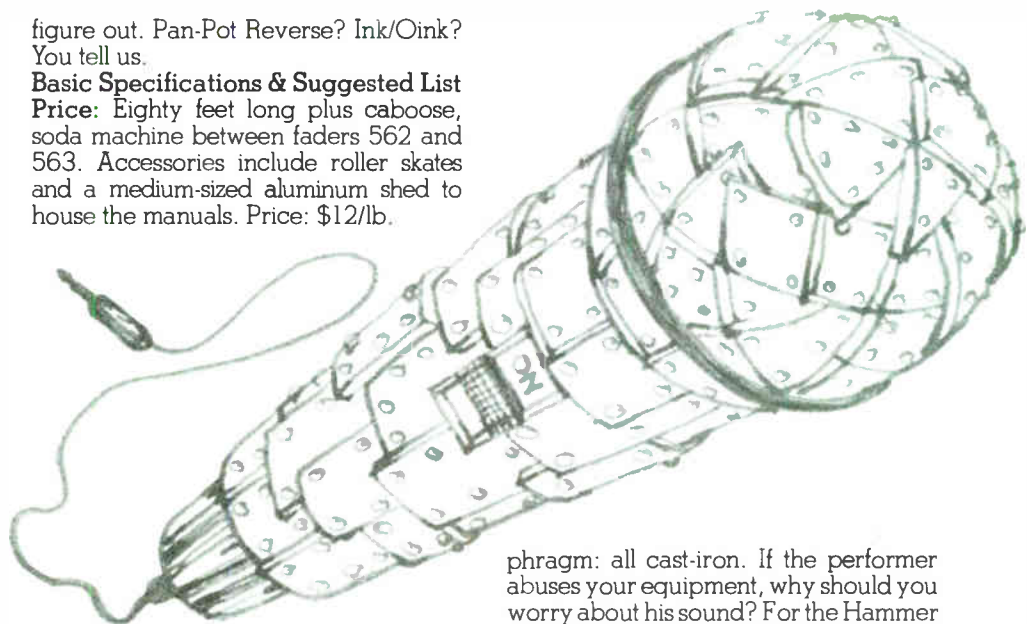 figure out. Pan-Pot Reverse? Ink/Oink?
You tell us.
Basic Specifications & Suggested List
Price: Eighty feet long plus caboose,
soda machine between faders 562 and
563. Accessories include roller skates
and a medium-sized aluminum shed to
house the manuals. Price: $12/lb.
ON
phragm: all cast-iron. If the performer
abuses your equipment, why should you
worry about his sound? For the Hammer